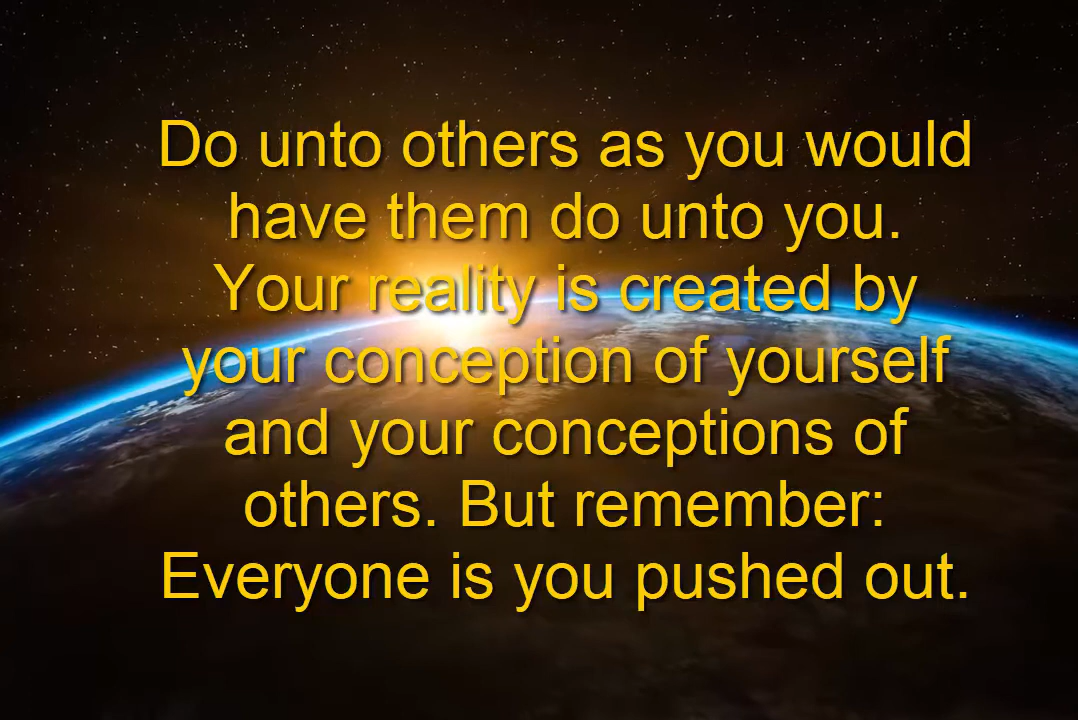 Do unto others as you would
have them do unto you.
Your reality is created by
your conception of yourself
and your conceptions of
others. But remember:
Everyone is you pushed out.